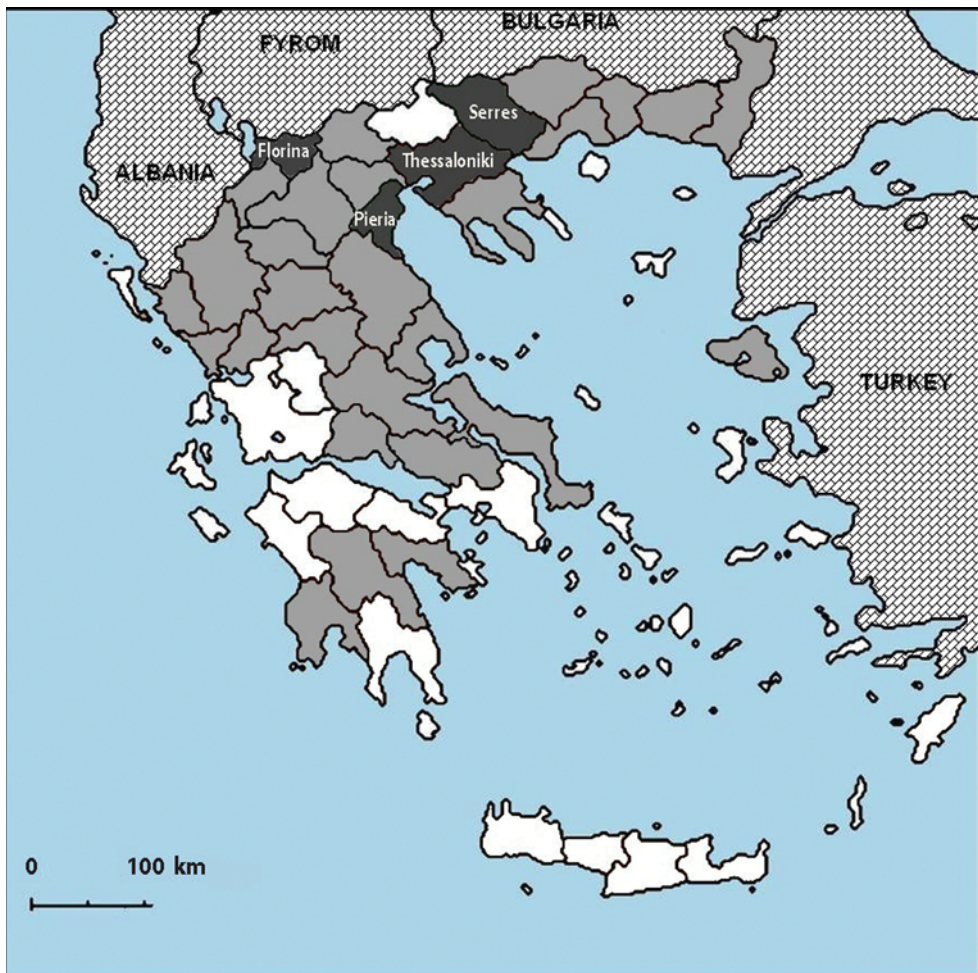 BULGARIA
FYROM
Serres
Florina
Thessaloniki
ALBANIA
Pieria
TURKEY
0 100 km